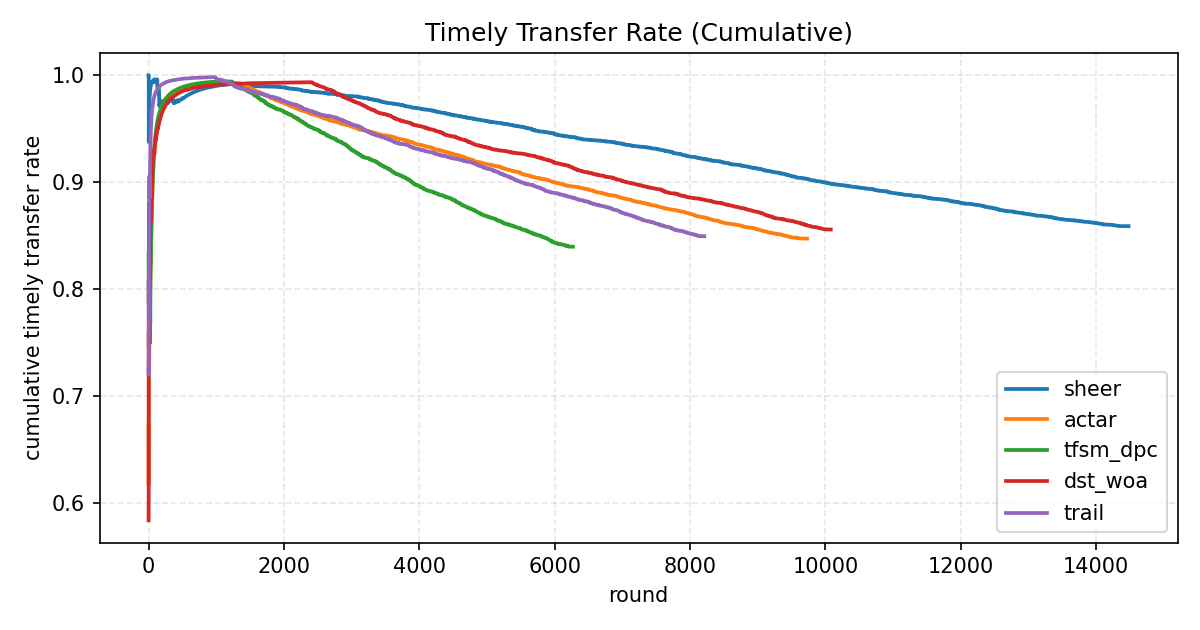 Timely Transfer Rate (Cumulative)
cumulative timely transfer rate
1.0
0.9
0.8
0.7
0.6
sheer
actar
tfsm_dpc
dst_woa
trail
0 2000 4000 6000 8000 10000 12000 14000
round